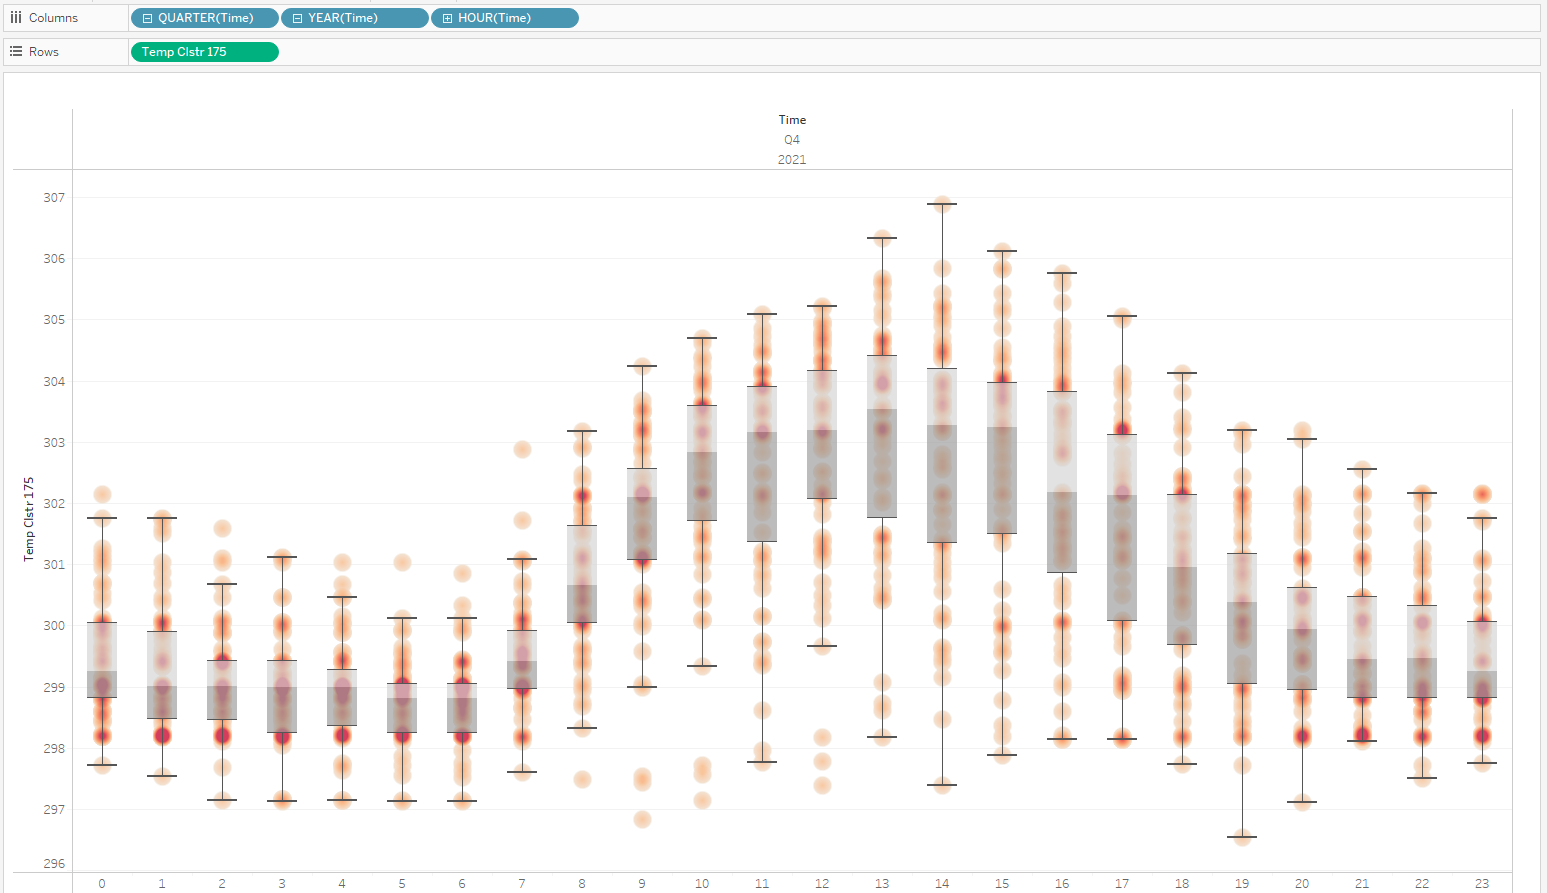 Columns QUARTER(Time) YEAR(Time) HOUR(Time)
Rows Temp Clstr 175
Time
Q4
2021
307
306
305
304
303
302
301
300
299
298
297
296
Temp Clstr 175
0 1 2 3 4 5 6 7 8 9 10 11 12 13 14 15 16 17 18 19 20 21 22 23